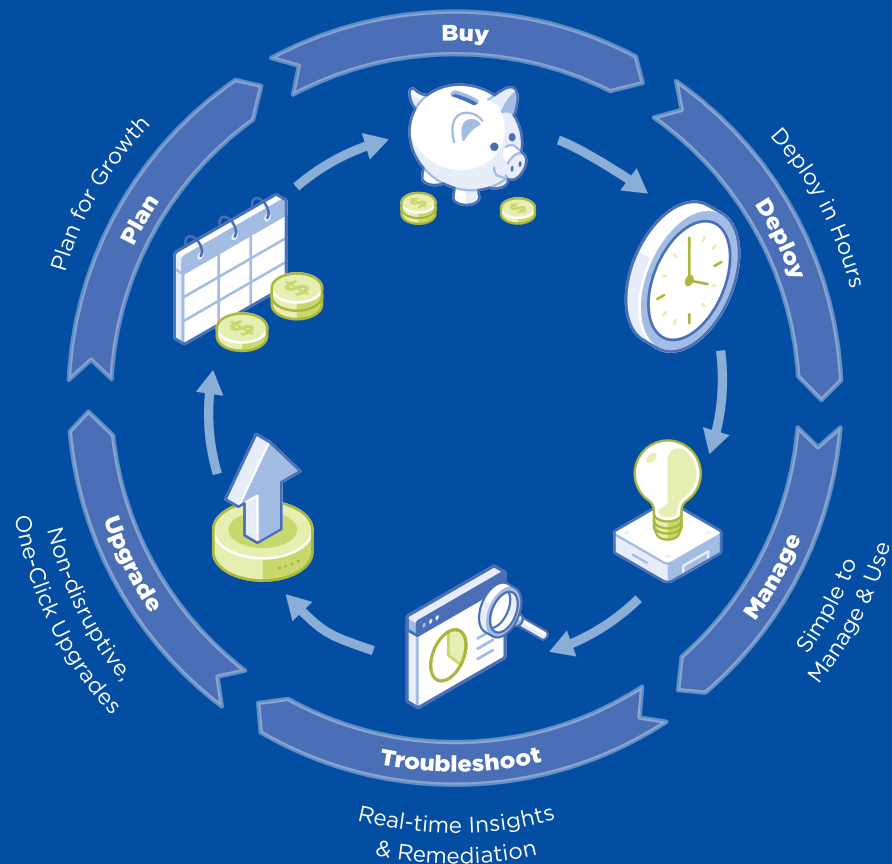 Buy
Deploy
Deploy in Hours
Manage
Simple to
Manage & Use
Troubleshoot
Real-time Insights
& Remediation
Upgrade
Non-disruptive,
One-Click Upgrades
Plan
Plan for Growth
$
$
$
$